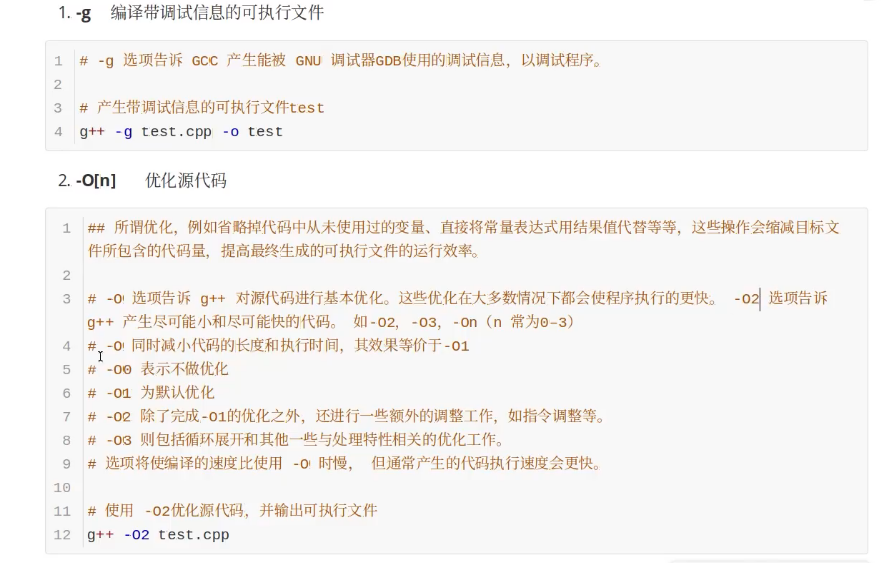 1. -g 编译带调试信息的可执行文件
1 # -g 选项告诉 GCC 产生能被 GNU 调试器GDB使用的调试信息，以调试程序。
2
3 # 产生带调试信息的可执行文件test
4 g++ -g test.cpp -o test
2. -O[n] 优化源代码
1 ## 所谓优化，例如省略掉代码中从未使用过的变量、直接将常量表达式用结果值代替等等，这些操作会缩减目标文
件所包含的代码量，提高最终生成的可执行文件的运行效率。
2
3 # -O 选项告诉 g++ 对源代码进行基本优化。这些优化在大多数情况下都会使程序执行的更快。 -O2 选项告诉
g++ 产生尽可能小和尽可能快的代码。 如-O2，-O3，-On（n 常为0–3）
4 # -O 同时减小代码的长度和执行时间，其效果等价于-O1
5 # -O0 表示不做优化
6 # -O1 为默认优化
7 # -O2 除了完成-O1的优化之外，还进行一些额外的调整工作，如指令调整等。
8 # -O3 则包括循环展开和其他一些与处理特性相关的优化工作。
9 # 选项将使编译的速度比使用 -O 时慢， 但通常产生的代码执行速度会更快。
10
11 # 使用 -O2优化源代码，并输出可执行文件
12 g++ -O2 test.cpp